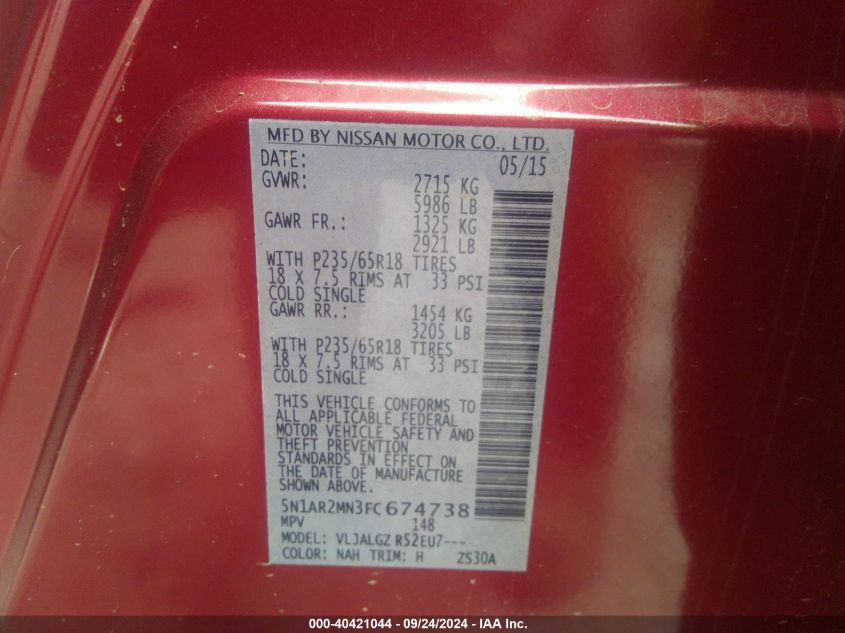 MFD BY NISSAN MOTOR CO., LTD.
DATE: 05/15
GVWR: 2715 KG
5986 LB
GAWR FR.: 1325 KG
2921 LB
WITH P235/65R18 TIRES
18 X 7.5 RIMS AT 33 PSI
COLD SINGLE
GAWR RR.: 1454 KG
3205 LB
WITH P235/65R18 TIRES
18 X 7.5 RIMS AT 33 PSI
COLD SINGLE
THIS VEHICLE CONFORMS TO
ALL APPLICABLE FEDERAL
MOTOR VEHICLE SAFETY AND
THEFT PREVENTION
STANDARDS IN EFFECT ON
THE DATE OF MANUFACTURE
SHOWN ABOVE.
5N1AR2MN3FC674738
MPV 148
MODEL: VLJALGZ R52EU7---
COLOR: NAH TRIM: H ZS30A
000-40421044 - 09/24/2024 - IAA Inc.